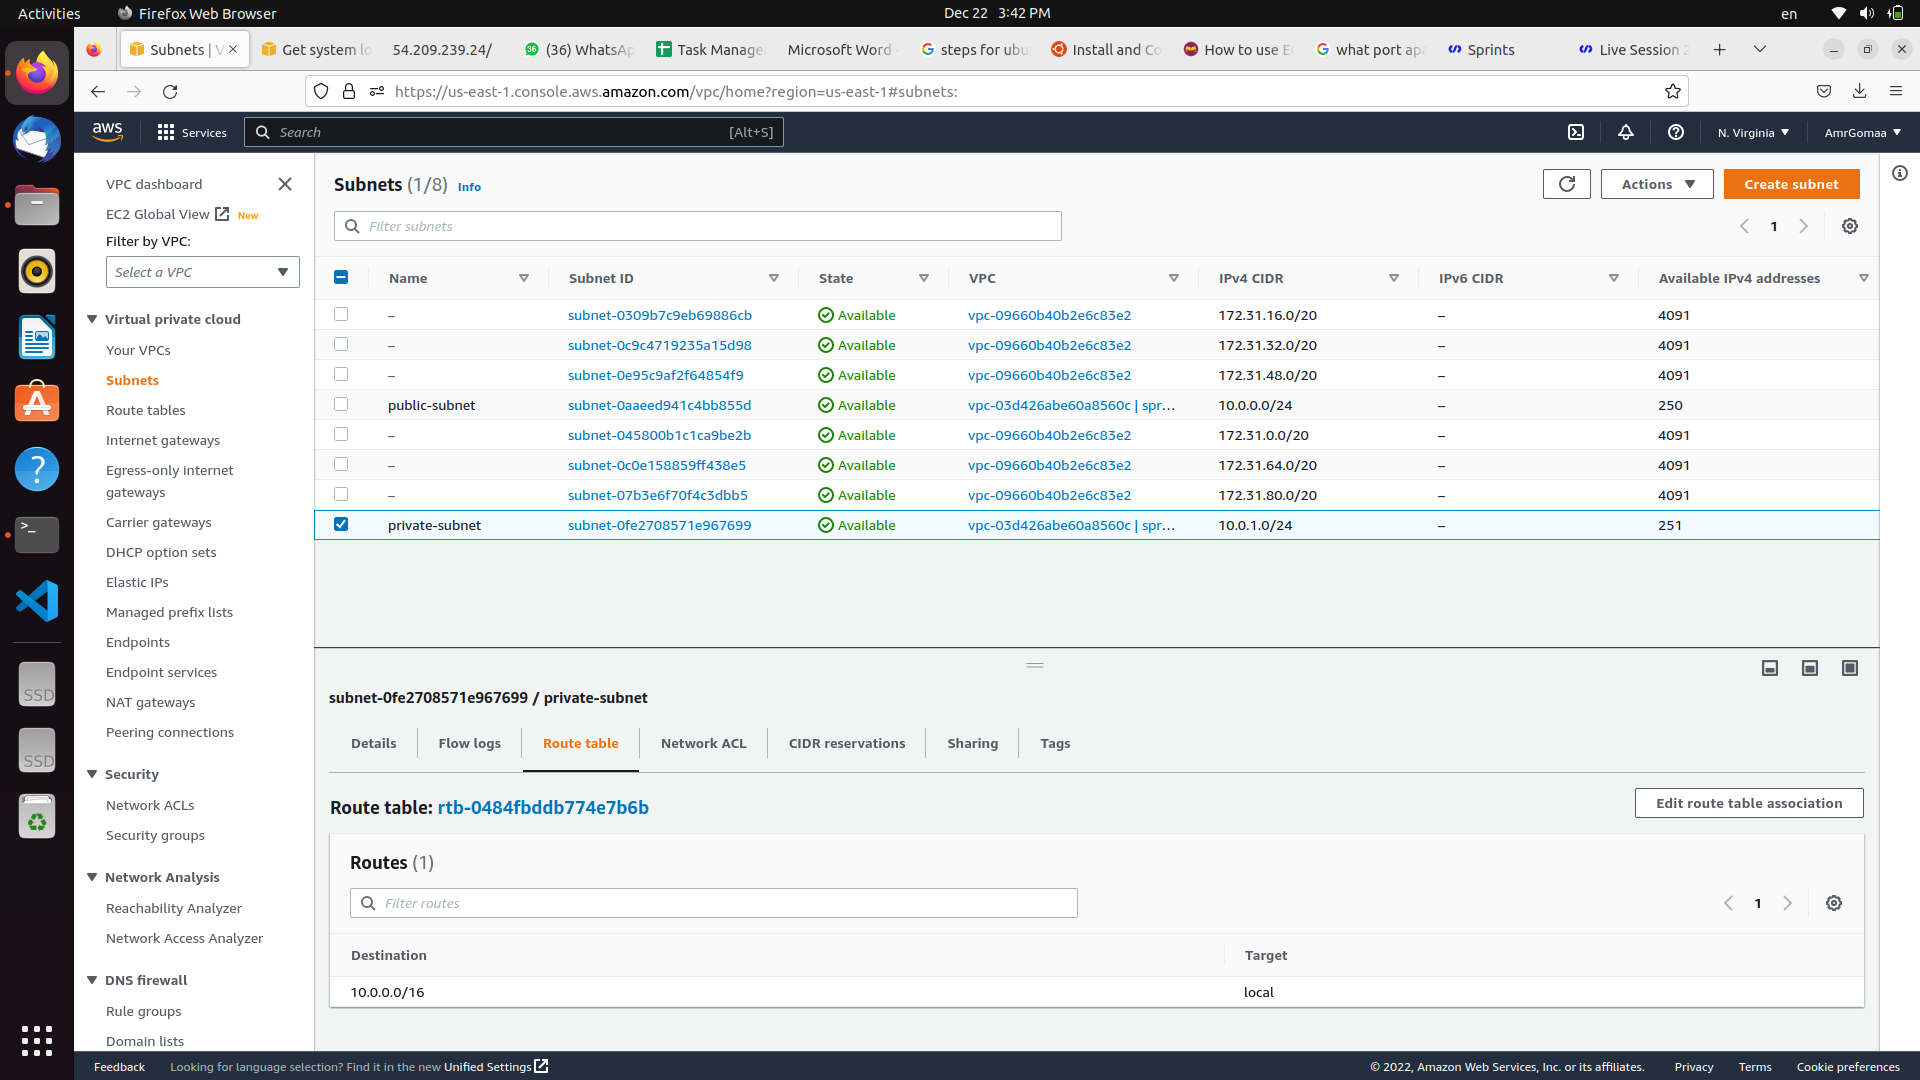 Activities
Firefox Web Browser
Dec 22 3:42 PM
en
Subnets | V
Get system lo
54.209.239.24/
(36) WhatsAp
Task Manager
Microsoft Word
steps for ubu
Install and Co
How to use E
what port apa
Sprints
Live Session 2
https://us-east-1.console.aws.amazon.com/vpc/home?region=us-east-1#subnets:
aws
Services
Search
[Alt+S]
N. Virginia
AmrGomaa
VPC dashboard
EC2 Global View New
Filter by VPC:
Select a VPC
Virtual private cloud
Your VPCs
Subnets
Route tables
Internet gateways
Egress-only internet
gateways
Carrier gateways
DHCP option sets
Elastic IPs
Managed prefix lists
Endpoints
Endpoint services
NAT gateways
Peering connections
Security
Network ACLs
Security groups
Network Analysis
Reachability Analyzer
Network Access Analyzer
DNS firewall
Rule groups
Domain lists
Subnets (1/8) Info
Actions
Create subnet
Filter subnets
1
Name Subnet ID State VPC IPv4 CIDR IPv6 CIDR Available IPv4 addresses
– subnet-0309b7c9eb69886cb Available vpc-09660b40b2e6c83e2 172.31.16.0/20 – 4091
– subnet-0c9c4719235a15d98 Available vpc-09660b40b2e6c83e2 172.31.32.0/20 – 4091
– subnet-0e95c9af2f64854f9 Available vpc-09660b40b2e6c83e2 172.31.48.0/20 – 4091
public-subnet subnet-0aaeed941c4bb855d Available vpc-03d426abe60a8560c | spr... 10.0.0.0/24 – 250
– subnet-045800b1c1ca9be2b Available vpc-09660b40b2e6c83e2 172.31.0.0/20 – 4091
– subnet-0c0e158859ff438e5 Available vpc-09660b40b2e6c83e2 172.31.64.0/20 – 4091
– subnet-07b3e6f70f4c3dbb5 Available vpc-09660b40b2e6c83e2 172.31.80.0/20 – 4091
private-subnet subnet-0fe2708571e967699 Available vpc-03d426abe60a8560c | spr... 10.0.1.0/24 – 251
subnet-0fe2708571e967699 / private-subnet
Details
Flow logs
Route table
Network ACL
CIDR reservations
Sharing
Tags
Route table: rtb-0484fbddb774e7b6b
Edit route table association
Routes (1)
Filter routes
1
Destination Target
10.0.0.0/16 local
SSD
SSD
Feedback
Looking for language selection? Find it in the new Unified Settings
© 2022, Amazon Web Services, Inc. or its affiliates.
Privacy
Terms
Cookie preferences